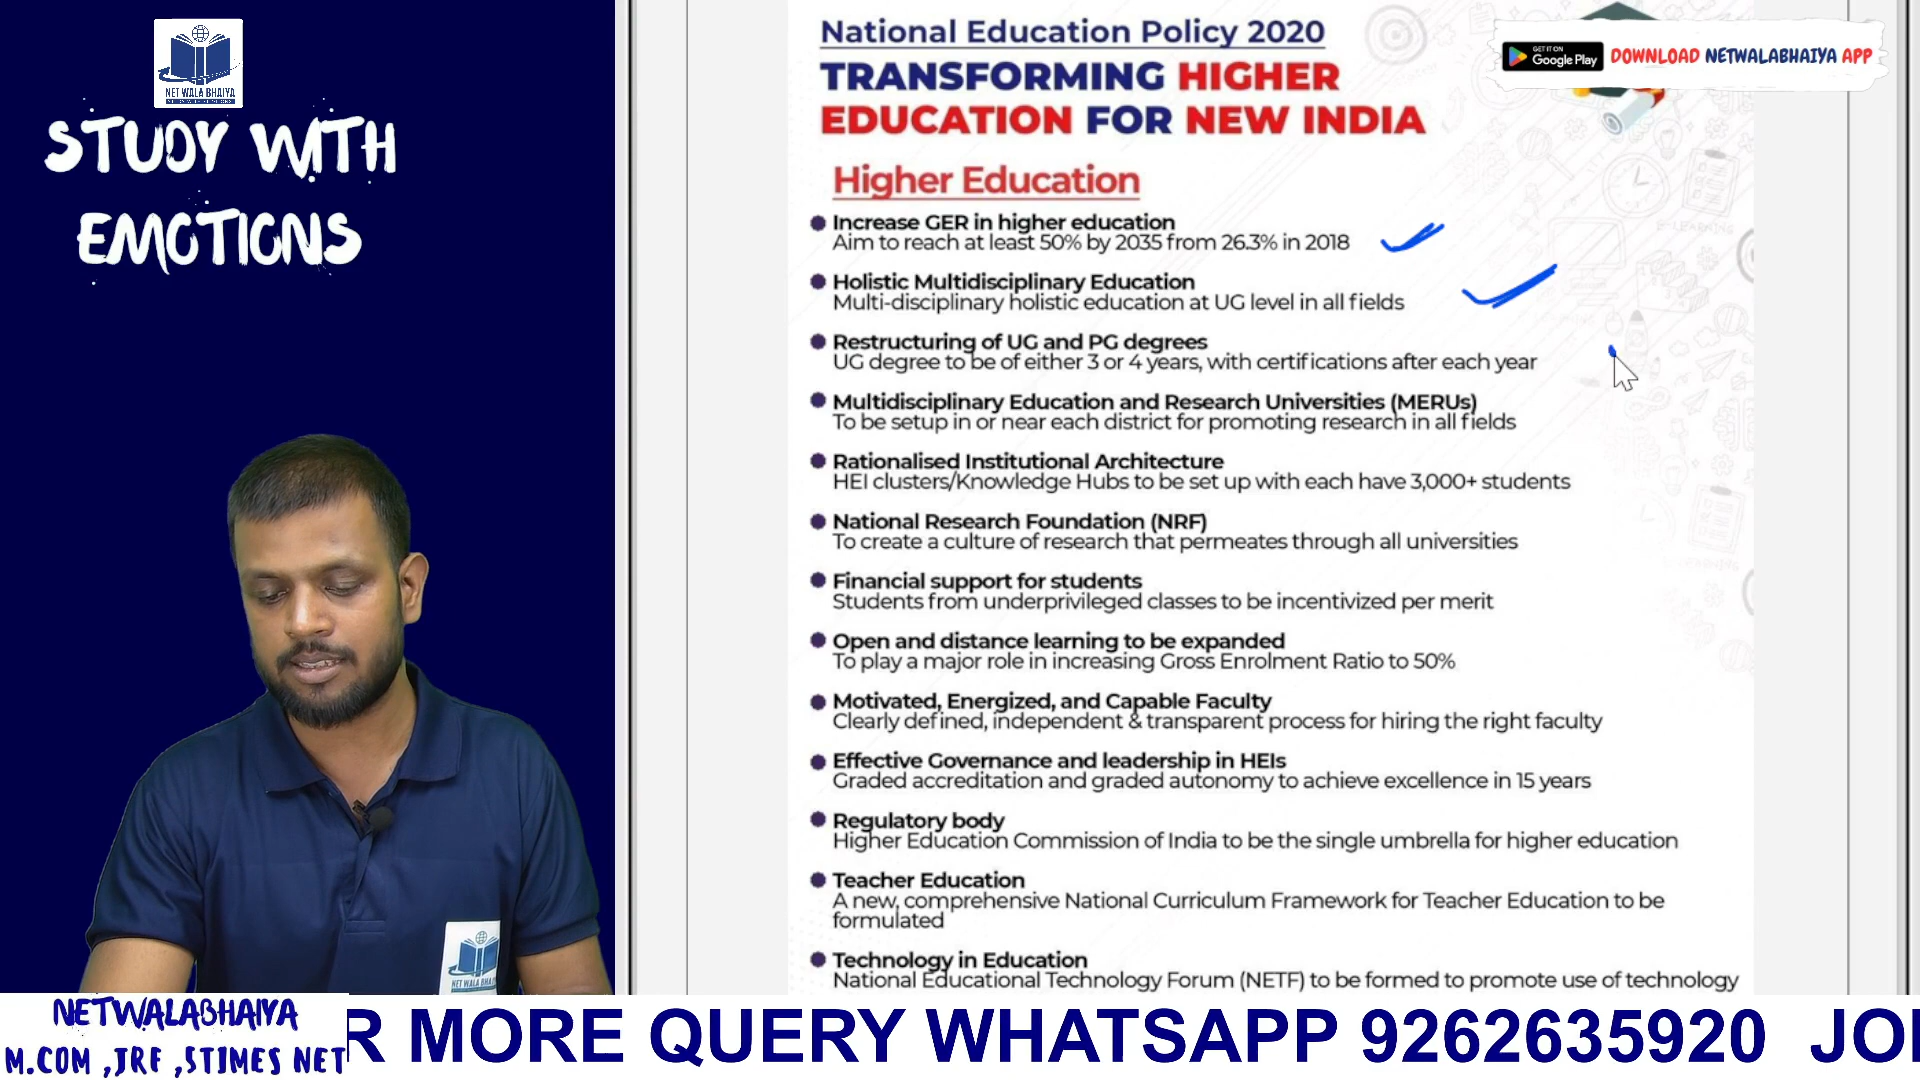 NET WALA BHAIYA
STUDY WITH
EMOTIONS
National Education Policy 2020
TRANSFORMING HIGHER
EDUCATION FOR NEW INDIA
GET IT ON
Google Play
DOWNLOAD NETWALABHAIYA APP
Higher Education
Increase GER in higher education
Aim to reach at least 50% by 2035 from 26.3% in 2018
Holistic Multidisciplinary Education
Multi-disciplinary holistic education at UG level in all fields
Restructuring of UG and PG degrees
UG degree to be of either 3 or 4 years, with certifications after each year
Multidisciplinary Education and Research Universities (MERUs)
To be setup in or near each district for promoting research in all fields
Rationalised Institutional Architecture
HEI clusters/Knowledge Hubs to be set up with each have 3,000+ students
National Research Foundation (NRF)
To create a culture of research that permeates through all universities
Financial support for students
Students from underprivileged classes to be incentivized per merit
Open and distance learning to be expanded
To play a major role in increasing Gross Enrolment Ratio to 50%
Motivated, Energized, and Capable Faculty
Clearly defined, independent & transparent process for hiring the right faculty
Effective Governance and leadership in HEIs
Graded accreditation and graded autonomy to achieve excellence in 15 years
Regulatory body
Higher Education Commission of India to be the single umbrella for higher education
Teacher Education
A new, comprehensive National Curriculum Framework for Teacher Education to be
formulated
Technology in Education
National Educational Technology Forum (NETF) to be formed to promote use of technology
NET WALA BHA
NETWALABHAIYA
M.COM ,JRF ,5TIMES NET
R MORE QUERY WHATSAPP 9262635920 JOI